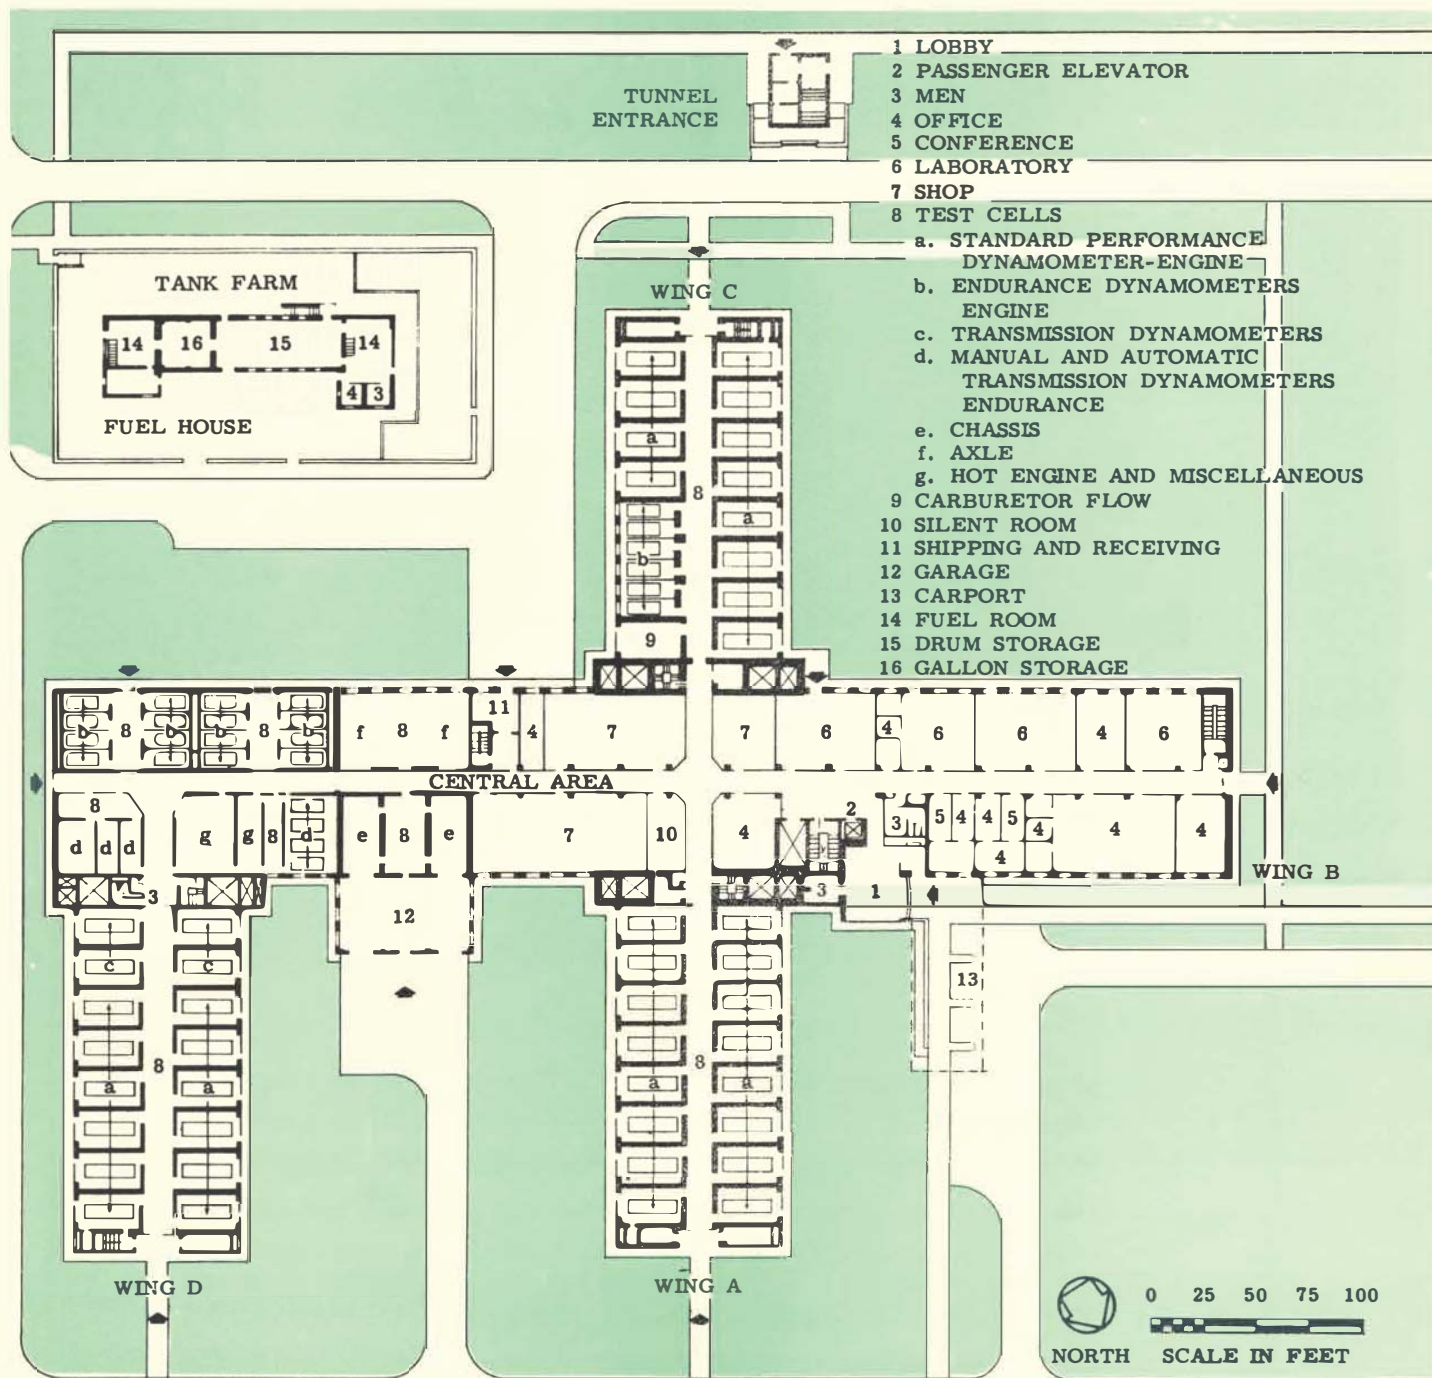 TUNNEL
ENTRANCE
1 LOBBY
2 PASSENGER ELEVATOR
3 MEN
4 OFFICE
5 CONFERENCE
6 LABORATORY
7 SHOP
8 TEST CELLS
a. STANDARD PERFORMANCE
DYNAMOMETER-ENGINE
b. ENDURANCE DYNAMOMETERS
ENGINE
c. TRANSMISSION DYNAMOMETERS
d. MANUAL AND AUTOMATIC
TRANSMISSION DYNAMOMETERS
ENDURANCE
e. CHASSIS
f. AXLE
g. HOT ENGINE AND MISCELLANEOUS
9 CARBURETOR FLOW
10 SILENT ROOM
11 SHIPPING AND RECEIVING
12 GARAGE
13 CARPORT
14 FUEL ROOM
15 DRUM STORAGE
16 GALLON STORAGE
TANK FARM
14 16 15 14
4 3
FUEL HOUSE
WING C
a
8
a
b
9
b 8 b b 8 b f 8 f 11 4 7 7 6 4 6 6 4 6
CENTRAL AREA
8
d d d g g 8 d e 8 e 7 10 4 2 3 5 4 4 5 4 4 4
4
3
3 1
WING B
12
c c
13
8
a a
8
a a
WING D
WING A
0 25 50 75 100
NORTH SCALE IN FEET